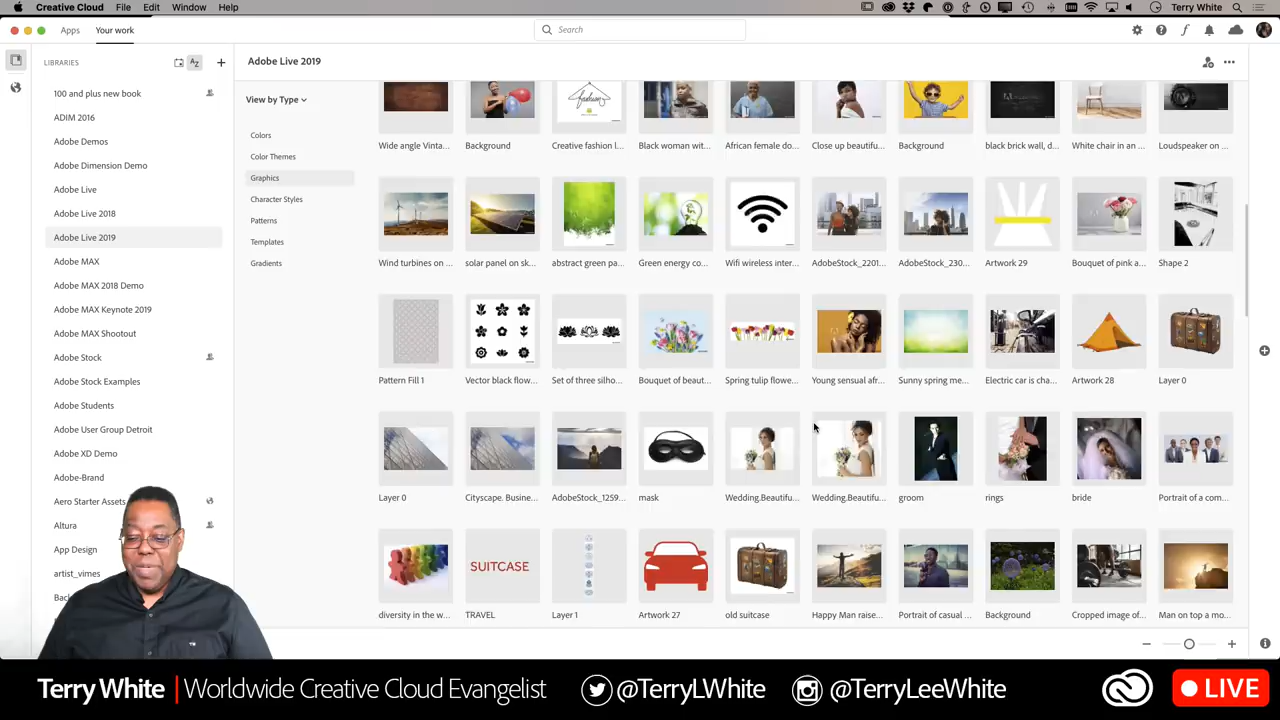 Creative Cloud File Edit Window Help Terry White
Apps Your work Search
LIBRARIES Adobe Live 2019
View by Type
100 and plus new book
ADIM 2016
Adobe Demos
Adobe Dimension Demo
Adobe Live
Adobe Live 2018
Adobe Live 2019
Adobe MAX
Adobe MAX 2018 Demo
Adobe MAX Keynote 2019
Adobe MAX Shootout
Adobe Stock
Adobe Stock Examples
Adobe Students
Adobe User Group Detroit
Adobe XD Demo
Adobe-Brand
Aero Starter Assets
Altura
App Design
artist_vimes
Colors
Color Themes
Graphics
Character Styles
Patterns
Templates
Gradients
fashion
Wide angle Vinta... Background Creative fashion l... Black woman wit... African female do... Close up beautifu... Background black brick wall, d... White chair in an ... Loudspeaker on ...
Wind turbines on ... solar panel on sk... abstract green pa... Green energy co... Wifi wireless inter... AdobeStock_2201... AdobeStock_230... Artwork 29 Bouquet of pink a... Shape 2
Pattern Fill 1 Vector black flow... Set of three silho... Bouquet of beaut... Spring tulip flowe... Young sensual afr... Sunny spring me... Electric car is cha... Artwork 28 Layer 0
Layer 0 Cityscape. Busine... AdobeStock_1259... mask Wedding.Beautifu... Wedding.Beautifu... groom rings bride Portrait of a com...
SUITCASE
diversity in the w... TRAVEL Layer 1 Artwork 27 old suitcase Happy Man raise... Portrait of casual ... Background Cropped image of... Man on top a mo...
Terry White | Worldwide Creative Cloud Evangelist @TerryLWhite @TerryLeeWhite LIVE